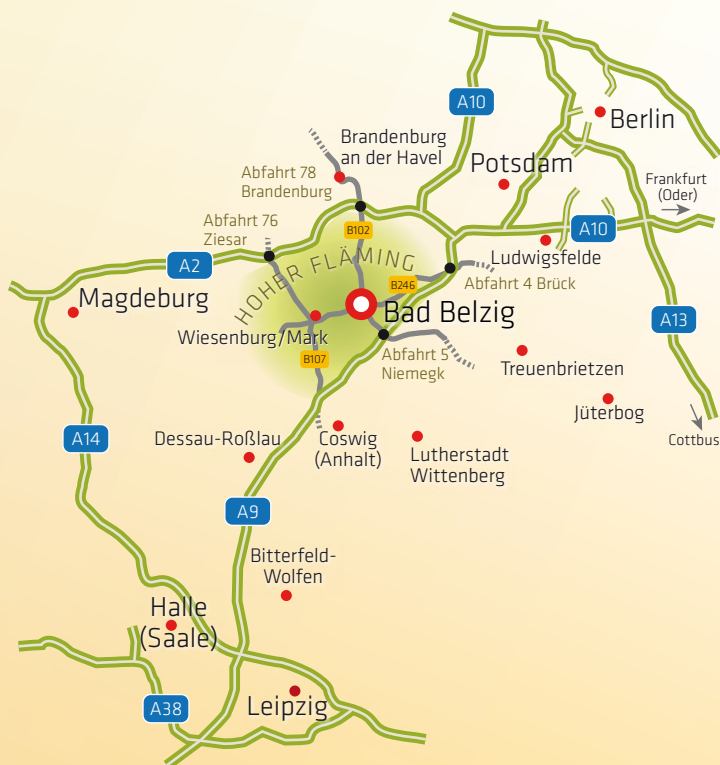 A10
Berlin
Brandenburg
an der Havel
Potsdam
Abfahrt 78
Brandenburg
Frankfurt
(Oder)
Abfahrt 76
Ziesar
B102
A10
A2
HOHER FLÄMING
Ludwigsfelde
B246
Abfahrt 4 Brück
Magdeburg
Bad Belzig
A13
Wiesenburg/Mark
B107
Abfahrt 5
Niemegk
Treuenbrietzen
Jüterbog
Cottbus
A14
Dessau-Roßlau
Coswig
(Anhalt)
Lutherstadt
Wittenberg
A9
Bitterfeld-
Wolfen
Halle
(Saale)
A38
Leipzig